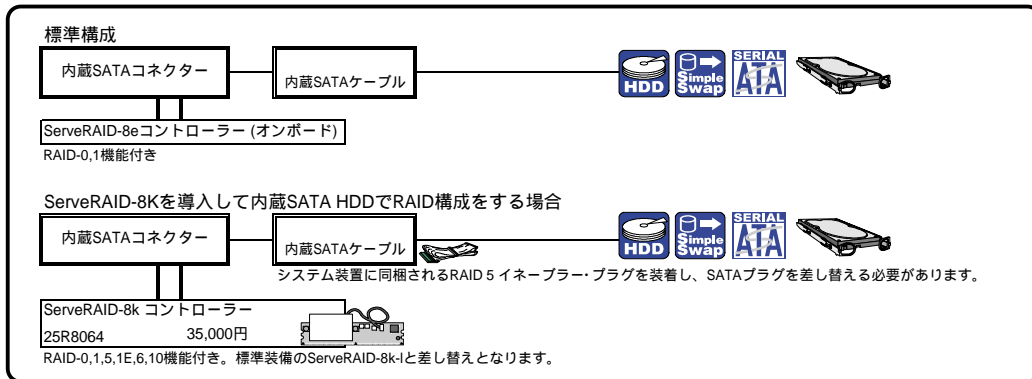 標準構成
内蔵SATAコネクター
内蔵SATAケーブル
HDD
Simple
Swap
SERIAL
ATA
ServeRAID-8eコントローラー (オンボード)
RAID-0,1機能付き
ServeRAID-8Kを導入して内蔵SATA HDDでRAID構成をする場合
内蔵SATAコネクター
内蔵SATAケーブル
HDD
Simple
Swap
SERIAL
ATA
システム装置に同梱されるRAID 5 イネーブラー･プラグを装着し、SATAプラグを差し替える必要があります。
ServeRAID-8k コントローラー
25R8064 35,000円
RAID-0,1,5,1E,6,10機能付き。標準装備のServeRAID-8k-lと差し替えとなります。